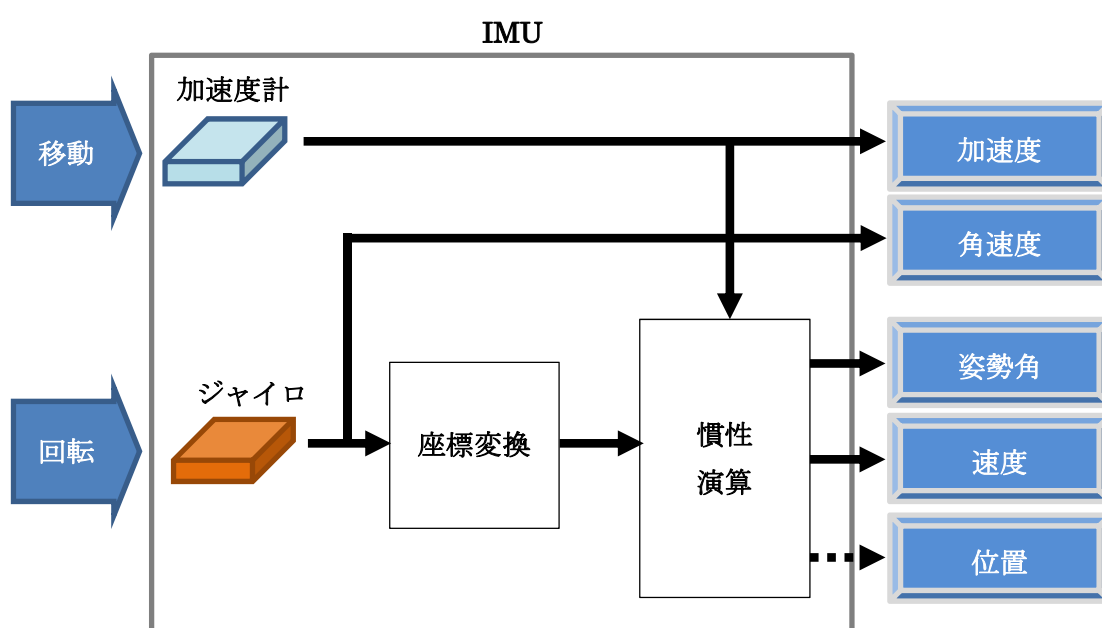 IMU
加速度計
移動
加速度
角速度
ジャイロ
回転
座標変換
慣性
演算
姿勢角
速度
位置